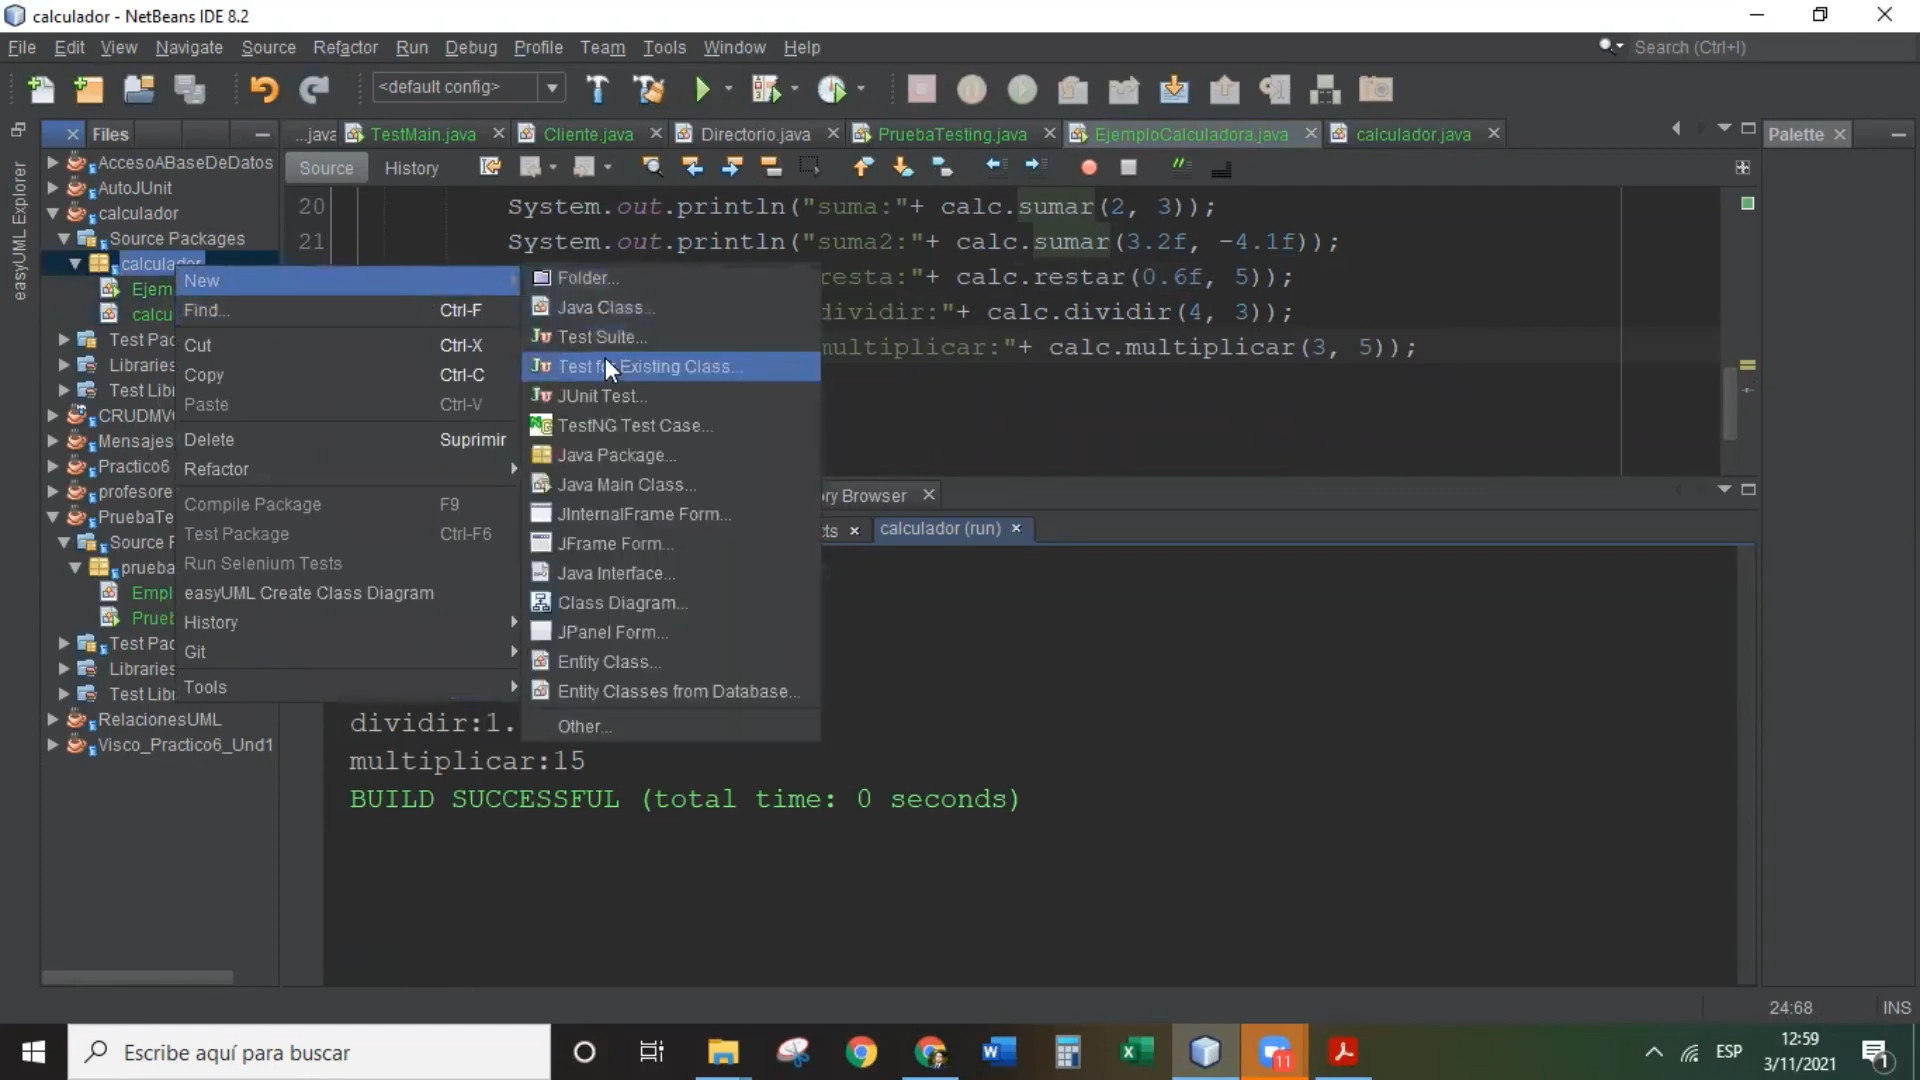 calculador - NetBeans IDE 8.2
File Edit View Navigate Source Refactor Run Debug Profile Team Tools Window Help
Search (Ctrl+I)
<default config>
Files
...java TestMain.java Cliente.java Directorio.java PruebaTesting.java EjemploCalculadora.java calculador.java
Palette
easyUML Explorer
Source History
AccesoABaseDeDatos
AutoJUnit
calculador
Source Packages
calculador
Ejem
calcu
Test Pac
Libraries
Test Lib
CRUDMV
Mensajes
Practico6
profesore
PruebaTe
Source F
prueba
Empl
Prueb
Test Pac
Libraries
Test Lib
RelacionesUML
Visco_Practico6_Und1
20 System.out.println("suma:"+ calc.sumar(2, 3));
21 System.out.println("suma2:"+ calc.sumar(3.2f, -4.1f));
resta:"+ calc.restar(0.6f, 5));
dividir:"+ calc.dividir(4, 3));
multiplicar:"+ calc.multiplicar(3, 5));
New
Find... Ctrl-F
Cut Ctrl-X
Copy Ctrl-C
Paste Ctrl-V
Delete Suprimir
Refactor
Compile Package F9
Test Package Ctrl-F6
Run Selenium Tests
easyUML Create Class Diagram
History
Git
Tools
Folder...
Java Class...
Test Suite...
Test for Existing Class...
JUnit Test...
TestNG Test Case...
Java Package...
Java Main Class...
JInternalFrame Form...
JFrame Form...
Java Interface...
Class Diagram...
JPanel Form...
Entity Class...
Entity Classes from Database...
Other...
ry Browser
ts calculador (run)
dividir:1.
multiplicar:15
BUILD SUCCESSFUL (total time: 0 seconds)
24:68 INS
Escribe aquí para buscar
11
ESP
12:59
3/11/2021
1